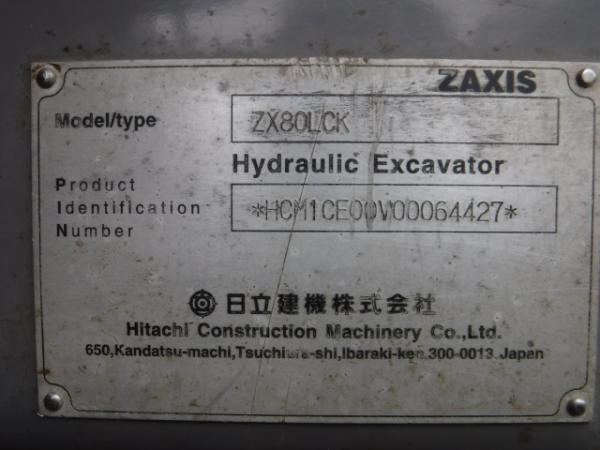 ZAXIS
Model/type ZX80LCK
Hydraulic Excavator
Product
Identification *HCM1CE00V00064427*
Number
日立建機株式会社
Hitachi Construction Machinery Co.,Ltd.
650,Kandatsu-machi,Tsuchiura-shi,Ibaraki-ken,300-0013 Japan